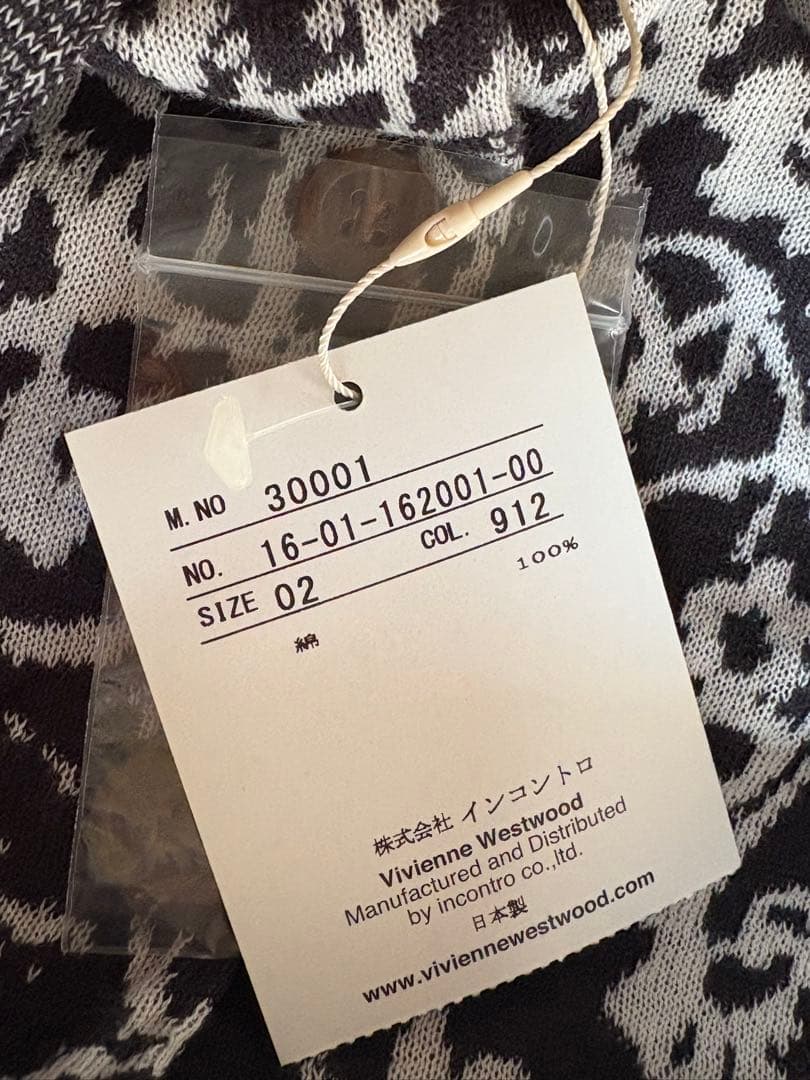 M.NO 30001
NO. 16-01-162001-00
SIZE 02 COL. 912
綿 100%
株式会社 インコントロ
Vivienne Westwood
Manufactured and Distributed
by incontro co.,ltd.
日本製
www.viviennewestwood.com